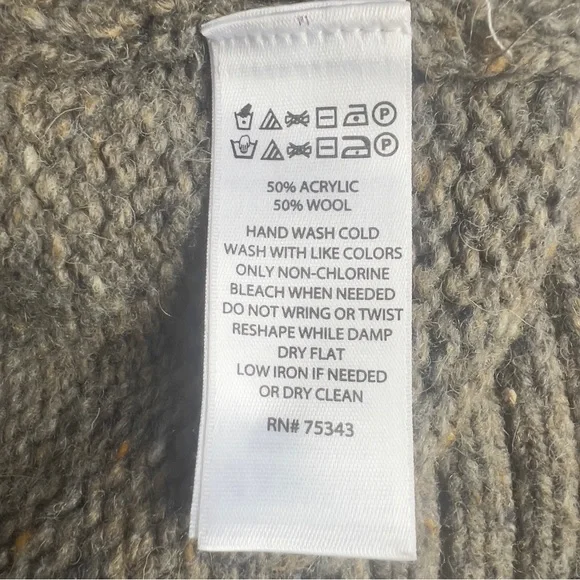 M
P
P
50% ACRYLIC
50% WOOL
HAND WASH COLD
WASH WITH LIKE COLORS
ONLY NON-CHLORINE
BLEACH WHEN NEEDED
DO NOT WRING OR TWIST
RESHAPE WHILE DAMP
DRY FLAT
LOW IRON IF NEEDED
OR DRY CLEAN
RN# 75343